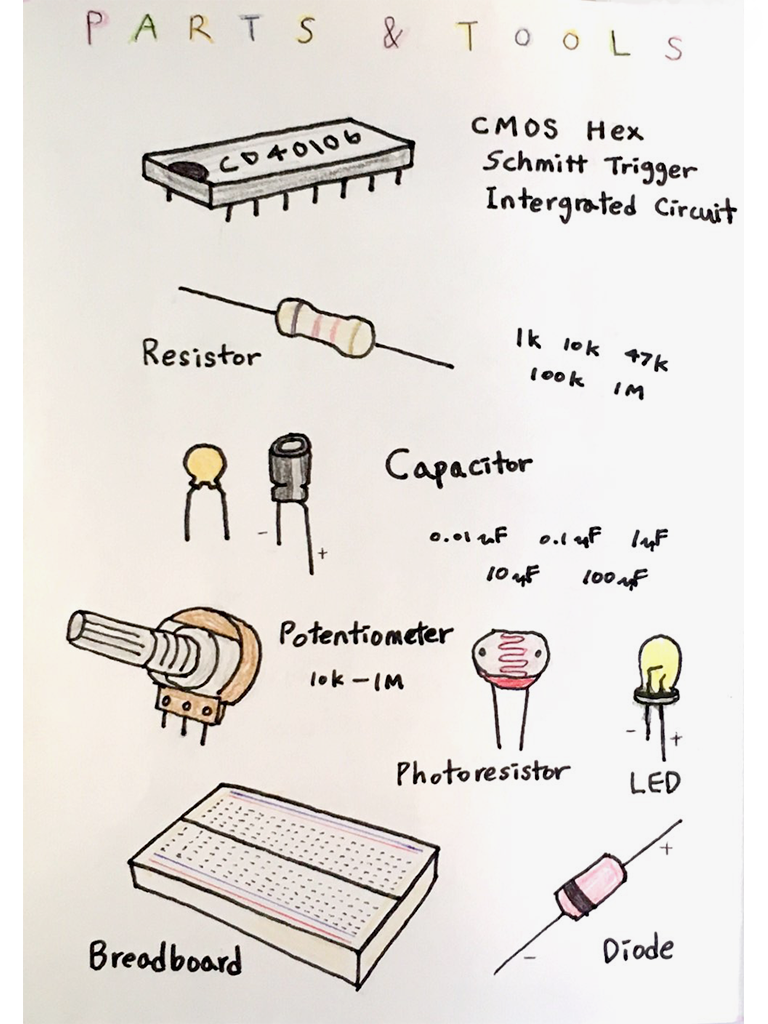 PARTS & TOOLS
CD40106
CMOS Hex
Schmitt Trigger
Intergrated Circuit
Resistor
1k 10k 47k
100k 1M
Capacitor
- +
0.01uF 0.1uF 1uF
10uF 100uF
Potentiometer
10k - 1M
Photoresistor
- +
LED
Breadboard
+
-
Diode